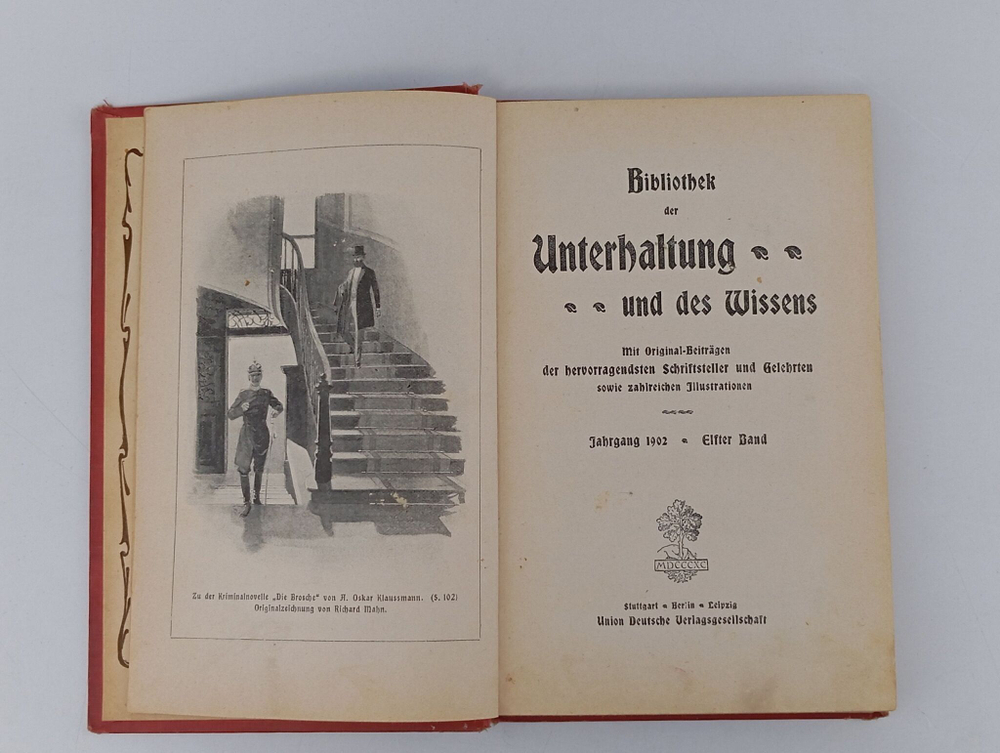 Zu der Kriminalnovelle „Die Brosche“ von A. Oskar Klaussmann. (S. 102)
Originalzeichnung von Richard Mahn.
Bibliothek
der
Unterhaltung
und des Wissens
Mit Original-Beiträgen
der hervorragendsten Schriftsteller und Gelehrten
sowie zahlreichen Illustrationen
Jahrgang 1902 • Elfter Band
MDCCCXC
Stuttgart • Berlin • Leipzig
Union Deutsche Verlagsgesellschaft